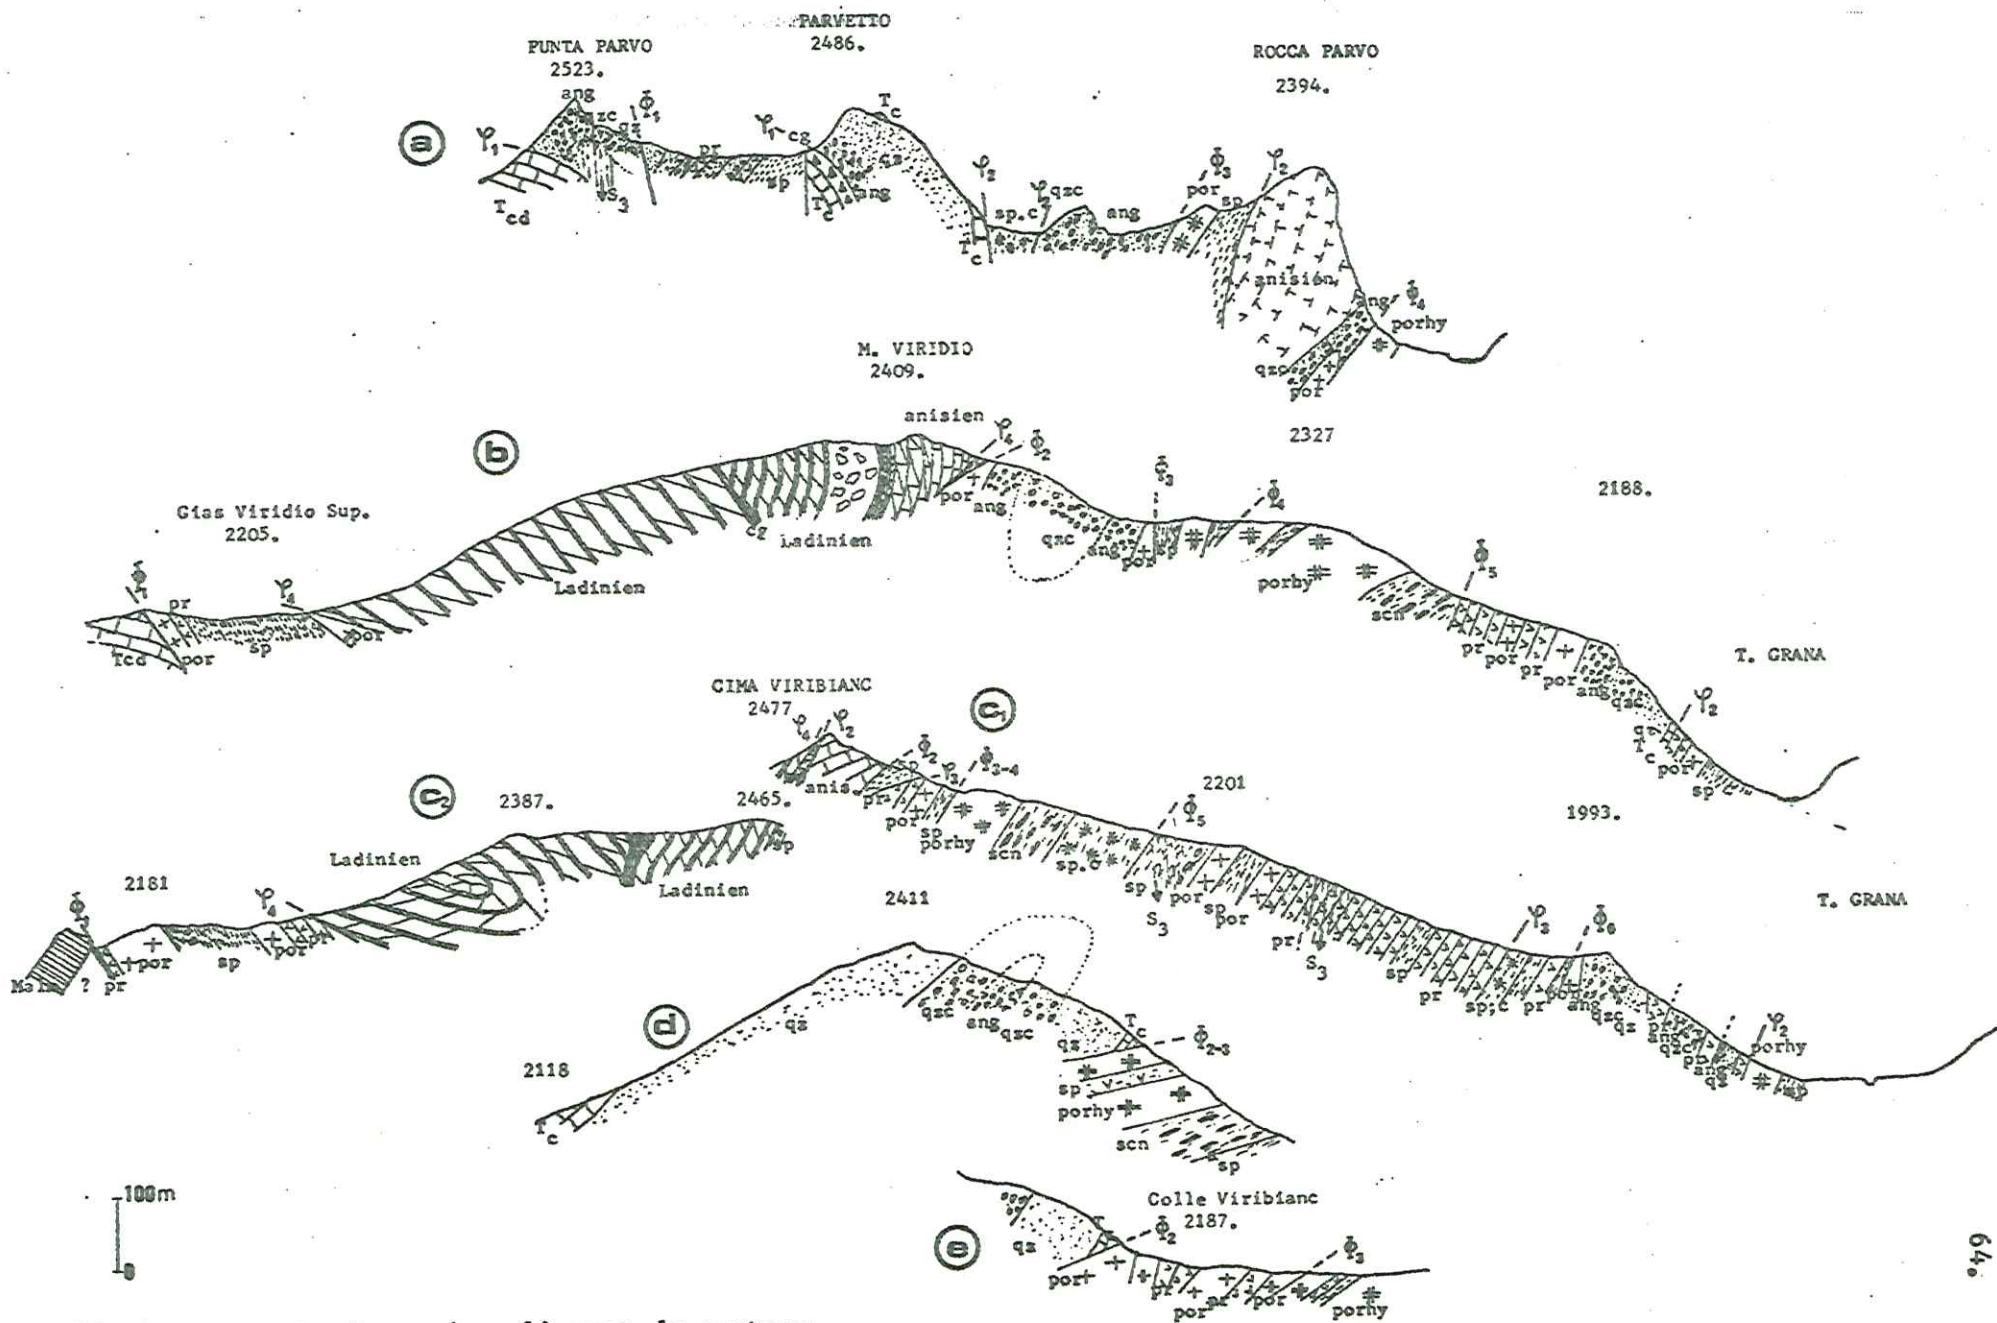 PARVETTO
2486.
PUNTA PARVO
2523.
ROCCA PARVO
2394.
a
ang
qzc
qz
Φ1
φ1
pr
φ1
cg
Tc
sp
Tcd
S3
Tc
ang
φ2
sp.c
qzc
ang
Φ3
por
sp
φ2
Tc
anisien
Φ4
porhy
qzc
por
M. VIRIDIO
2409.
anisien
b
φ4
Φ2
2327
2188.
Gias Viridio Sup.
2205.
pr
φ4
Tcd
por
sp
por
Ladinien
cg
Ladinien
por
ang
qzc
ang
por
sp
Φ3
Φ4
porhy
scn
Φ5
pr
por
pr
por
ang
qzc
qz
Tc
por
sp
φ2
T. GRANA
CIMA VIRIBIANC
2477
φ4
φ2
c1
anis.
Φ2
pr
por
sp
porhy
Φ3-4
scn
sp.c
2201
Φ5
sp
S3
por
sp
por
pr
S3
sp
pr
sp,c
pr
por
ang
qzc
qz
1993.
φ3
Φ6
pr
ang
qzc
pr
ang
qz
φ2
porhy
sp
T. GRANA
c2
2387.
2465.
Ladinien
sp
Ladinien
2181
φ4
Malm ?
pr
por
sp
por
pr
2411
d
2118
Tc
qz
qzc
ang
qzc
qz
Tc
Φ2-3
sp
porhy
scn
sp
100m
0
Colle Viribianc
2187.
e
qz
Φ2
por
pr
por
pr
por
Φ3
porhy
64.